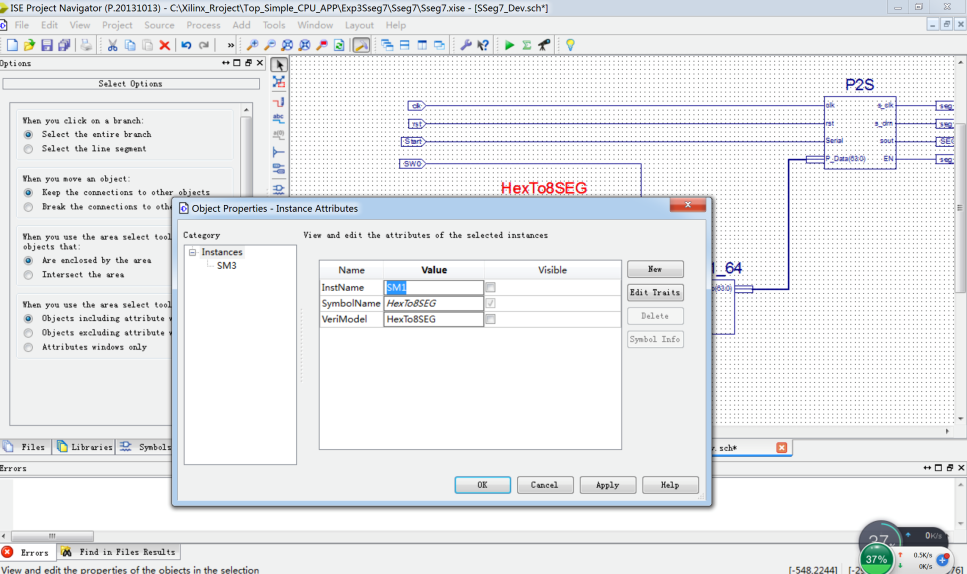 ISE Project Navigator (P.20131013) - C:\Xilinx_Rroject\Top_Simple_CPU_APP\Exp3Sseg7\Sseg7\Sseg7.xise - [SSeg7_Dev.sch*]
File Edit View Project Source Process Add Tools Window Layout Help
Options
Select Options
When you click on a branch:
Select the entire branch
Select the line segment
When you move an object:
Keep the connections to other objects
Break the connections to othe
When you use the area select tool
objects that:
Are enclosed by the area
Intersect the area
When you use the area select tool
Objects including attribute w
Objects excluding attribute w
Attributes windows only
abc
P2S
clk
rst
Start
SW0
clk s_clk seg
rst s_clrn seg
Serial sout SEG
P_Data(63:0) EN seg
HexTo8SEG
1_64
(63:0)
Object Properties - Instance Attributes
Category
View and edit the attributes of the selected instances
Instances
SM3
Name Value Visible
InstName SM1
SymbolName HexTo8SEG
VeriModel HexTo8SEG
New
Edit Traits
Delete
Symbol Info
OK Cancel Apply Help
Files Libraries Symbols
v.sch*
Errors
Errors Find in Files Results
View and edit the properties of the objects in the selection
[-548,2244]
37%
0K/s
0.5K/s
0K/s